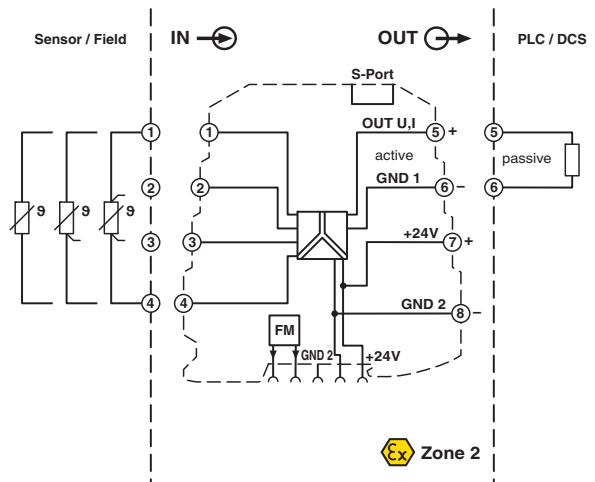 Sensor / Field
IN
OUT
PLC / DCS
S-Port
OUT U,I
1
1
5
+
5
active
passive
2
2
GND 1
6
–
6
ϑ
ϑ
ϑ
3
3
+24V
7
+
4
4
GND 2
8
–
FM
GND 2
+24V
Ex
Zone 2